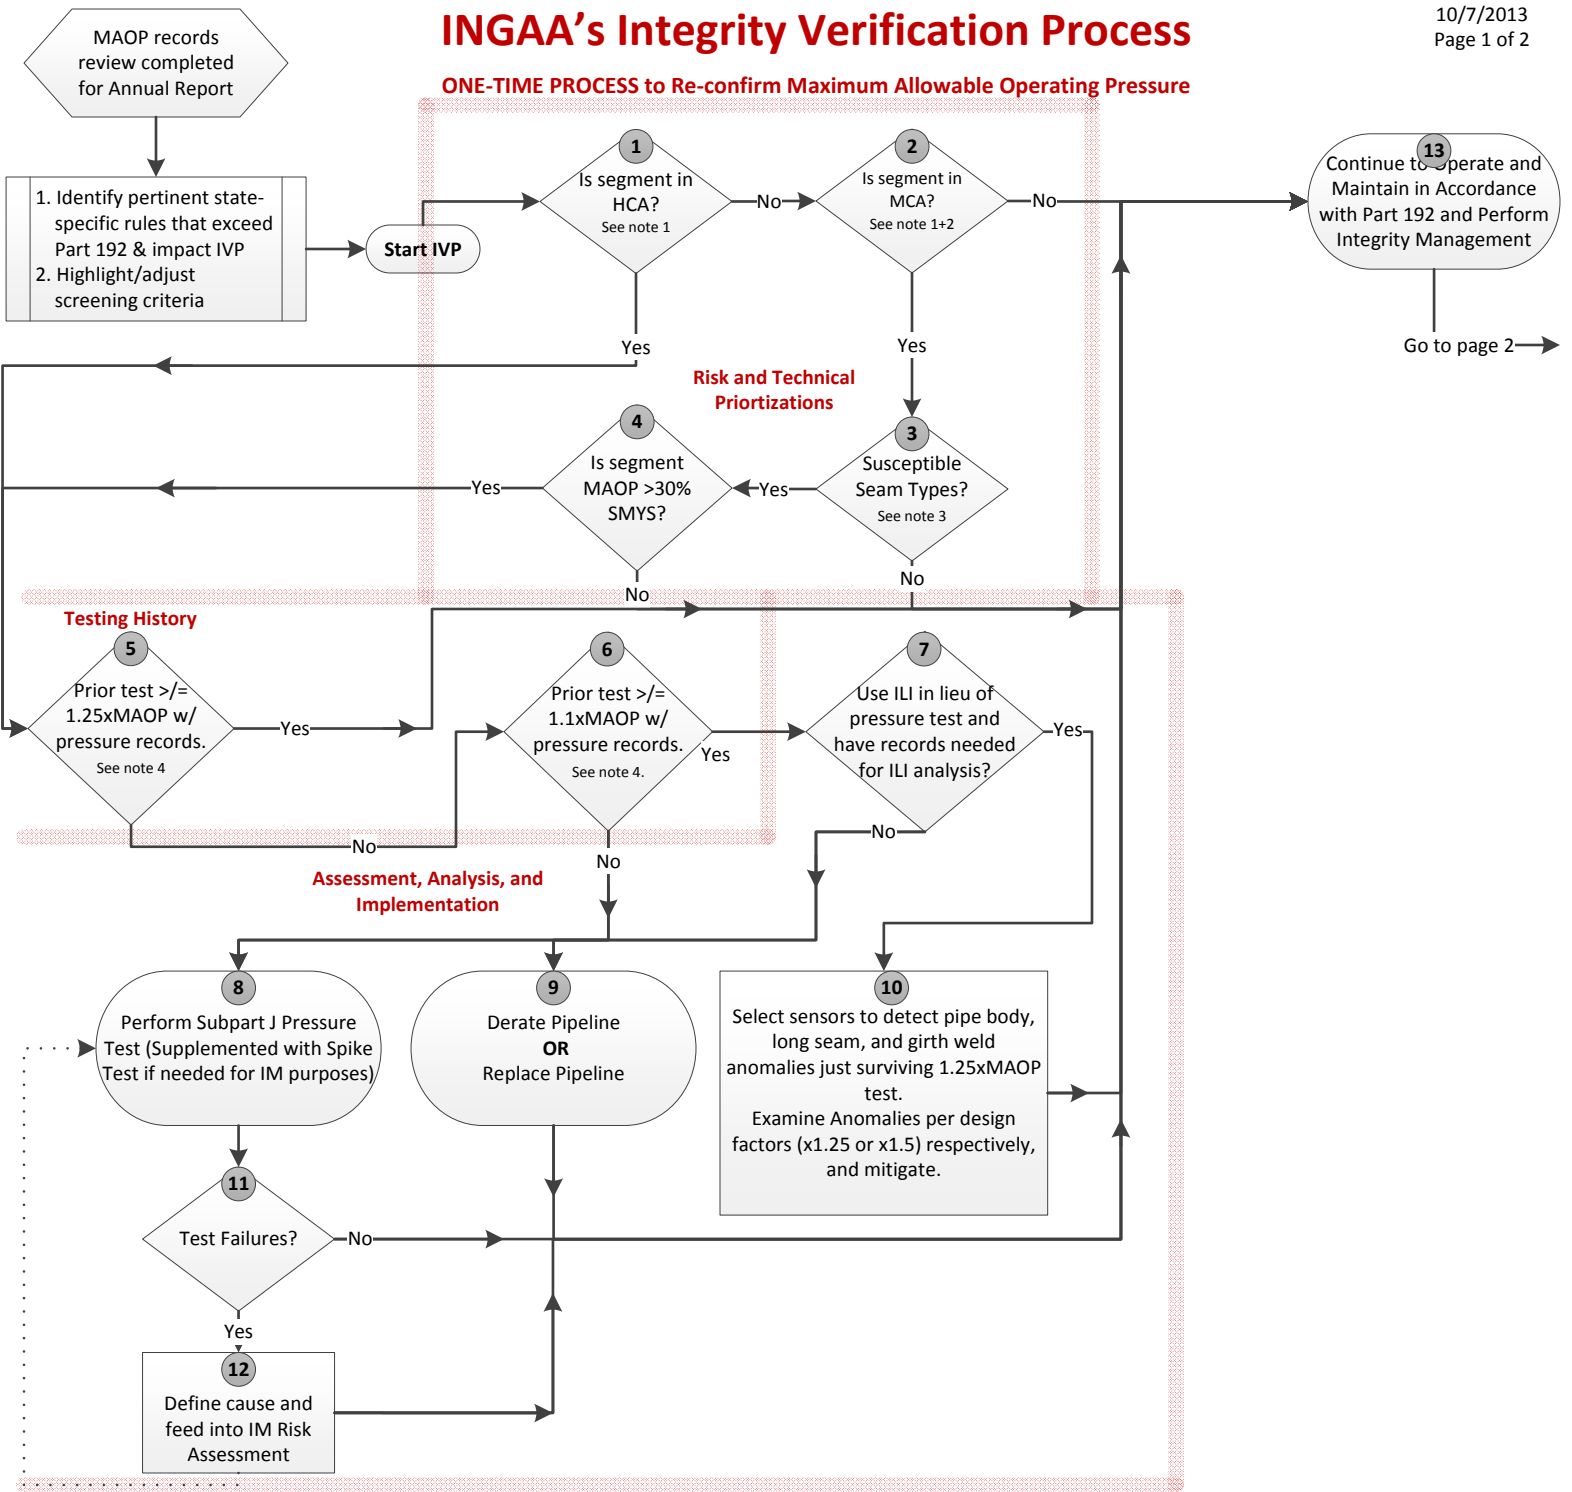 INGAA's Integrity Verification Process
10/7/2013
Page 1 of 2
ONE-TIME PROCESS to Re-confirm Maximum Allowable Operating Pressure
MAOP records
review completed
for Annual Report
1. Identify pertinent state-
specific rules that exceed
Part 192 & impact IVP
2. Highlight/adjust
screening criteria
Start IVP
1
Is segment in
HCA?
See note 1
No
Yes
2
Is segment in
MCA?
See note 1+2
No
Yes
13
Continue to Operate and
Maintain in Accordance
with Part 192 and Perform
Integrity Management
Go to page 2
Risk and Technical
Priortizations
4
Is segment
MAOP >30%
SMYS?
Yes
No
3
Susceptible
Seam Types?
See note 3
Yes
No
Testing History
5
Prior test >/=
1.25xMAOP w/
pressure records.
See note 4
Yes
No
6
Prior test >/=
1.1xMAOP w/
pressure records.
See note 4.
Yes
No
7
Use ILI in lieu of
pressure test and
have records needed
for ILI analysis?
Yes
No
Assessment, Analysis, and
Implementation
8
Perform Subpart J Pressure
Test (Supplemented with Spike
Test if needed for IM purposes)
9
Derate Pipeline
OR
Replace Pipeline
10
Select sensors to detect pipe body,
long seam, and girth weld
anomalies just surviving 1.25xMAOP
test.
Examine Anomalies per design
factors (x1.25 or x1.5) respectively,
and mitigate.
11
Test Failures?
No
Yes
12
Define cause and
feed into IM Risk
Assessment